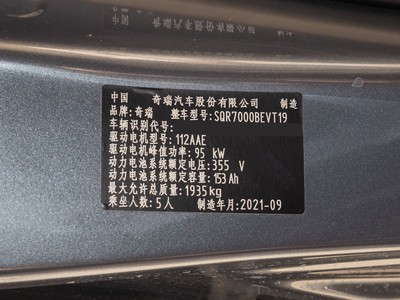 中国 奇瑞汽车股份有限公司 制造
品牌:奇瑞 整车型号:SQR7000BEVT19
车辆识别代号:
驱动电机型号:112AAE
驱动电机峰值功率:95 kW
动力电池系统额定电压:355 V
动力电池系统额定容量:153Ah
最大允许总质量:1935kg
乘坐人数:5人 制造年月:2021-09